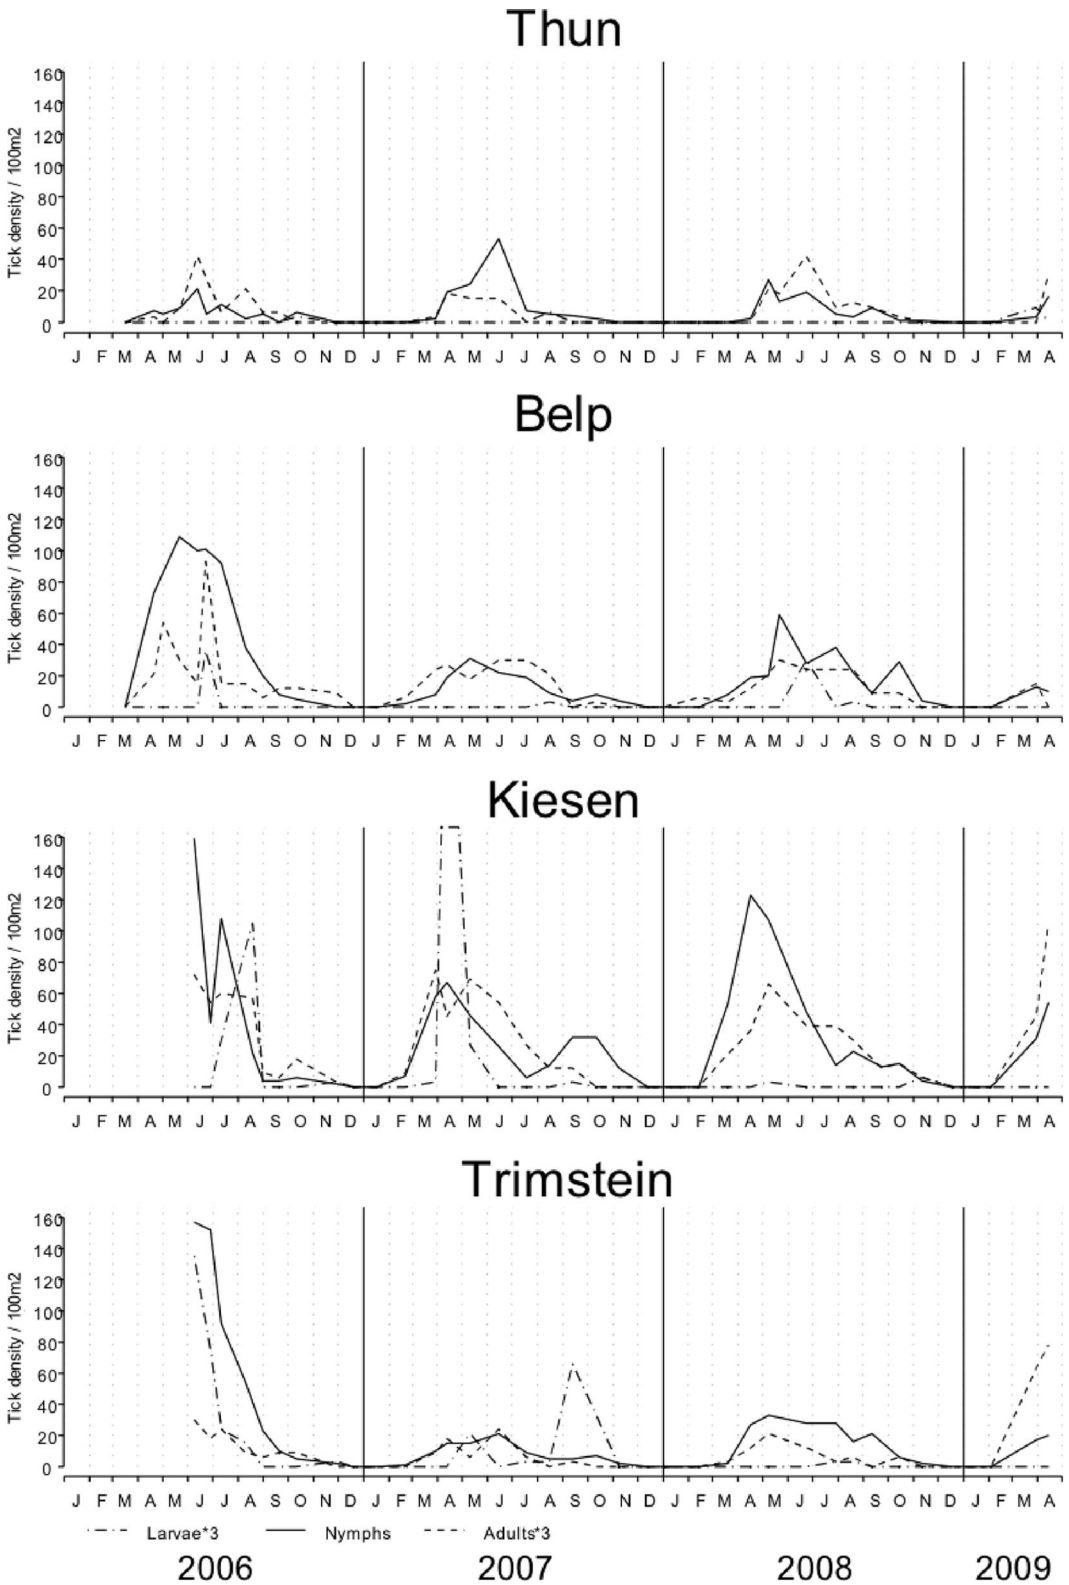 Thun
Tick density / 100m2
160
140
120
100
80
60
40
20
0
J F M A M J J A S O N D J F M A M J J A S O N D J F M A M J J A S O N D J F M A
Belp
Tick density / 100m2
160
140
120
100
80
60
40
20
0
J F M A M J J A S O N D J F M A M J J A S O N D J F M A M J J A S O N D J F M A
Kiesen
Tick density / 100m2
160
140
120
100
80
60
40
20
0
J F M A M J J A S O N D J F M A M J J A S O N D J F M A M J J A S O N D J F M A
Trimstein
Tick density / 100m2
160
140
120
100
80
60
40
20
0
J F M A M J J A S O N D J F M A M J J A S O N D J F M A M J J A S O N D J F M A
Larvae*3 Nymphs Adults*3
2006 2007 2008 2009